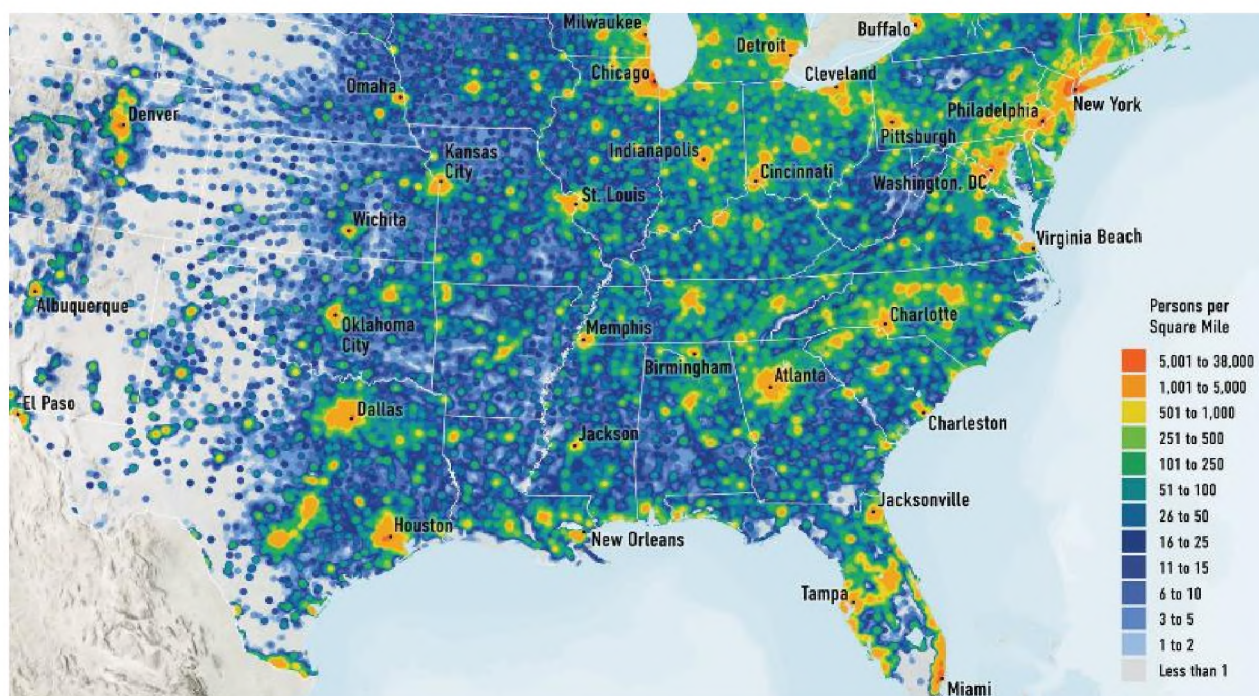 Milwaukee
Buffalo
Detroit
Chicago
Cleveland
Omaha
New York
Denver
Philadelphia
Pittsburgh
Kansas
City
Indianapolis
Cincinnati
Washington, DC
St. Louis
Wichita
Virginia Beach
Albuquerque
Oklahoma
City
Memphis
Charlotte
Birmingham
Atlanta
El Paso
Dallas
Charleston
Jackson
Jacksonville
Houston
New Orleans
Tampa
Miami
Persons per
Square Mile
5,001 to 38,000
1,001 to 5,000
501 to 1,000
251 to 500
101 to 250
51 to 100
26 to 50
16 to 25
11 to 15
6 to 10
3 to 5
1 to 2
Less than 1